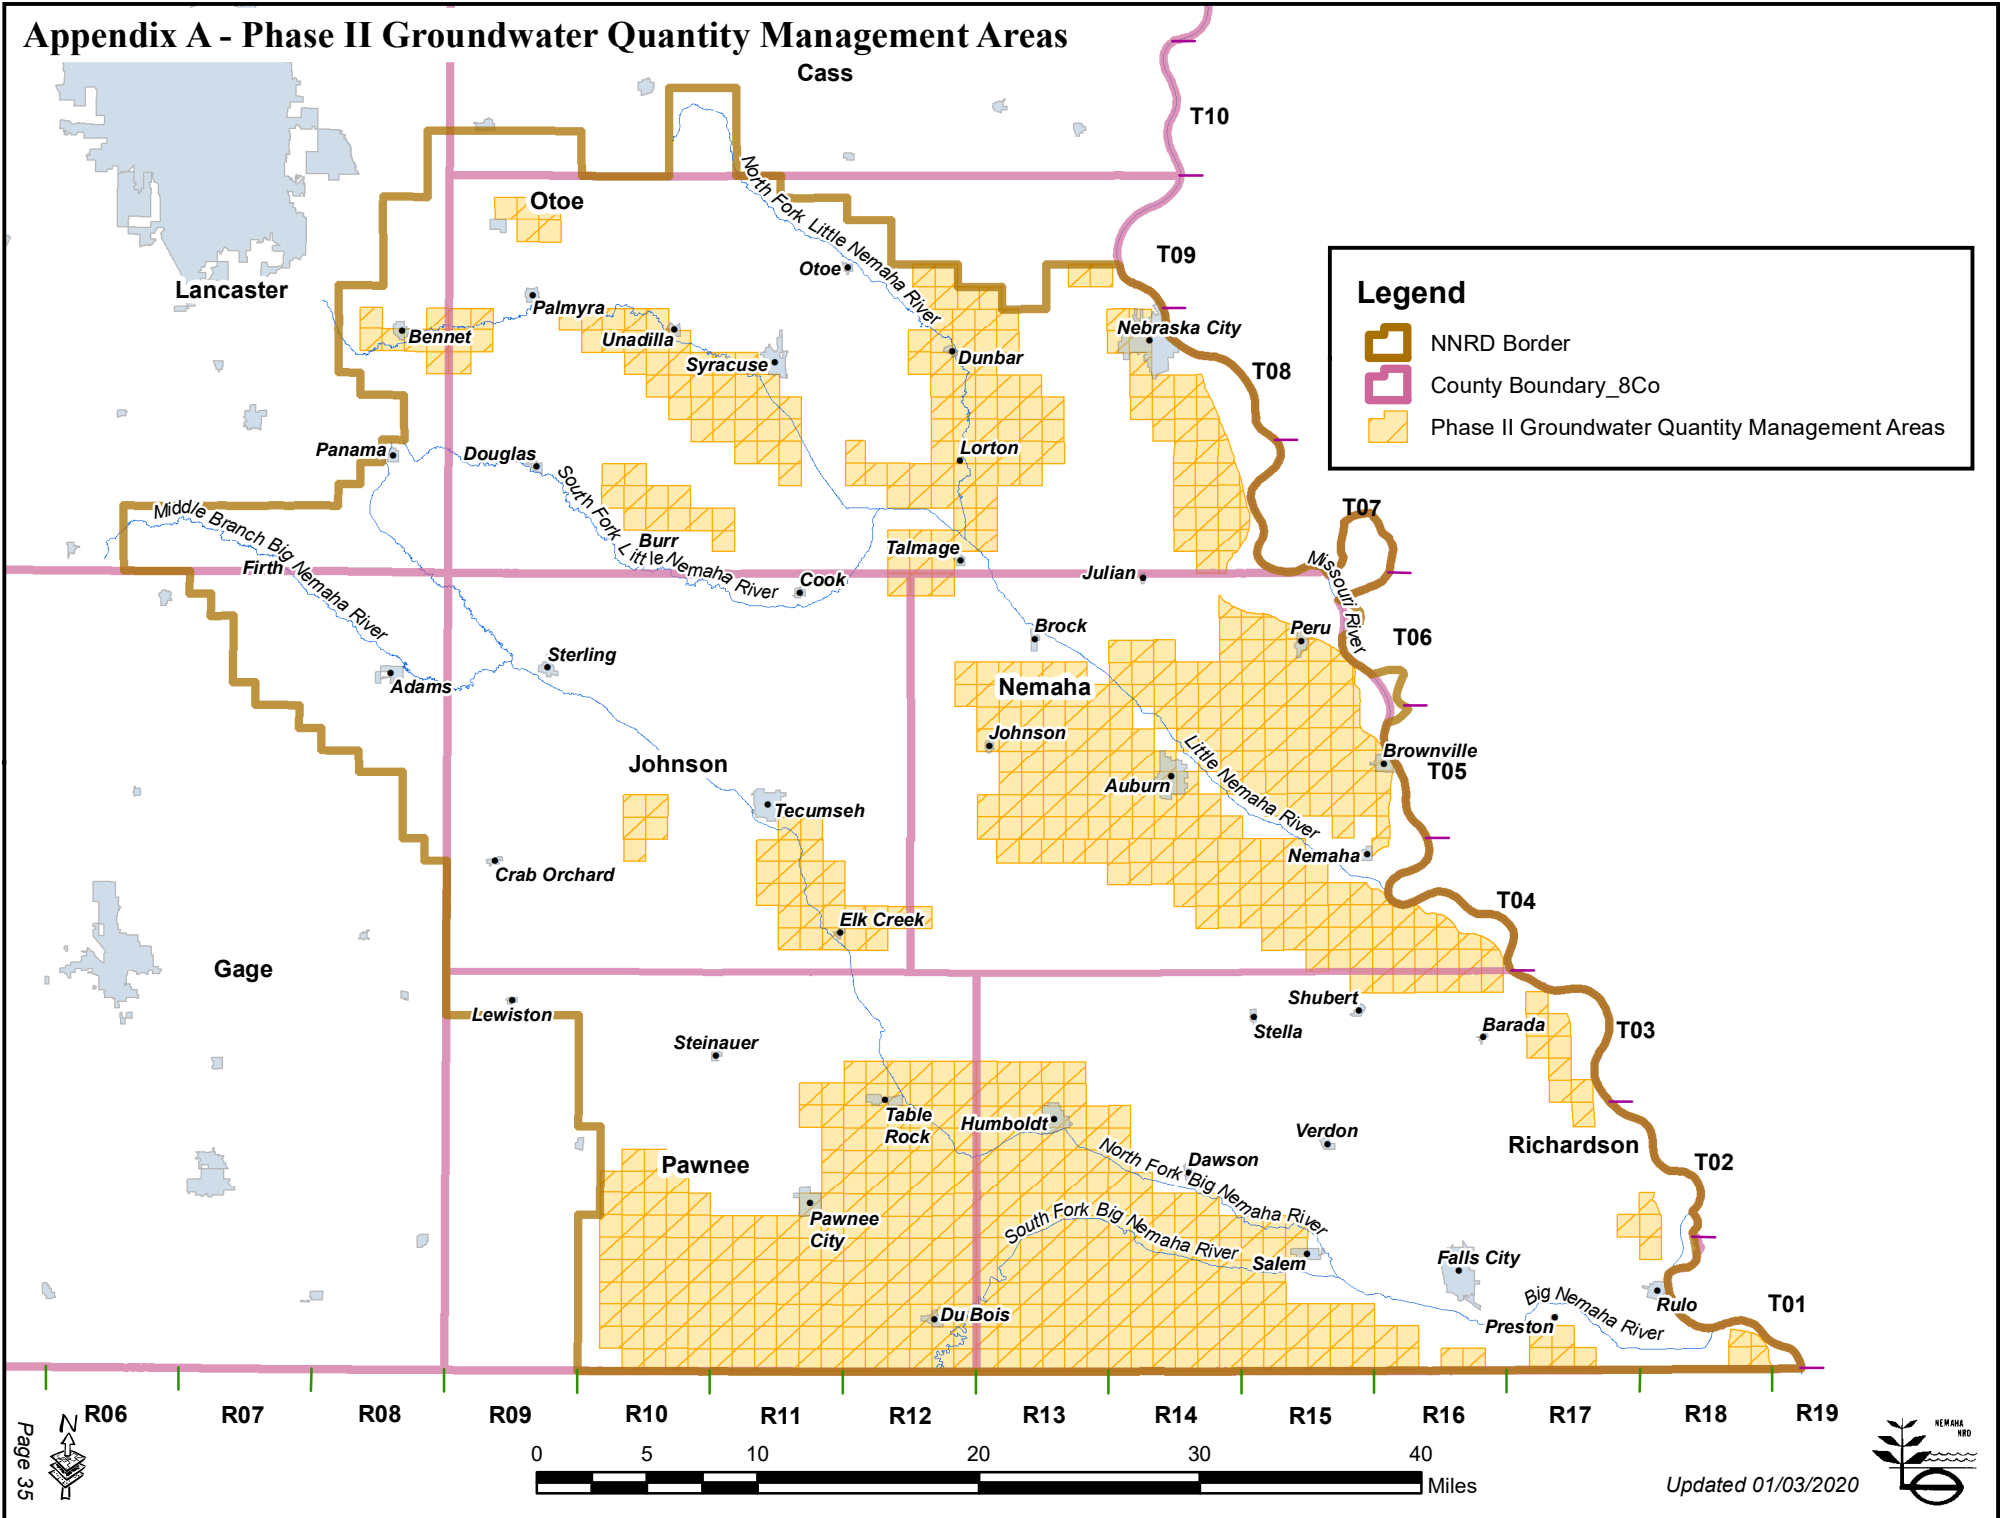 Appendix A - Phase II Groundwater Quantity Management Areas
Cass
T10
Otoe
North Fork Little Nemaha River
T09
Otoe
Lancaster
Legend
NNRD Border
County Boundary_8Co
Phase II Groundwater Quantity Management Areas
Palmyra
Bennet
Unadilla
Syracuse
Dunbar
Nebraska City
T08
Panama
Douglas
Lorton
South Fork Little Nemaha River
Middle Branch Big Nemaha River
T07
Burr
Talmage
Firth
Cook
Julian
Missouri River
Brock
Peru
T06
Sterling
Adams
Nemaha
Johnson
Little Nemaha River
Brownville
T05
Johnson
Auburn
Tecumseh
Nemaha
Crab Orchard
Elk Creek
T04
Gage
Lewiston
Shubert
Stella
Barada
T03
Steinauer
Table
Rock
Humboldt
Verdon
Richardson
North Fork Big Nemaha River
Dawson
T02
Pawnee
Pawnee
City
South Fork Big Nemaha River
Salem
Falls City
Du Bois
Big Nemaha River
Rulo
T01
Preston
R06
R07
R08
R09
R10
R11
R12
R13
R14
R15
R16
R17
R18
R19
Page 35
N
0 5 10 20 30 40
Miles
NEMAHA
NRD
Updated 01/03/2020